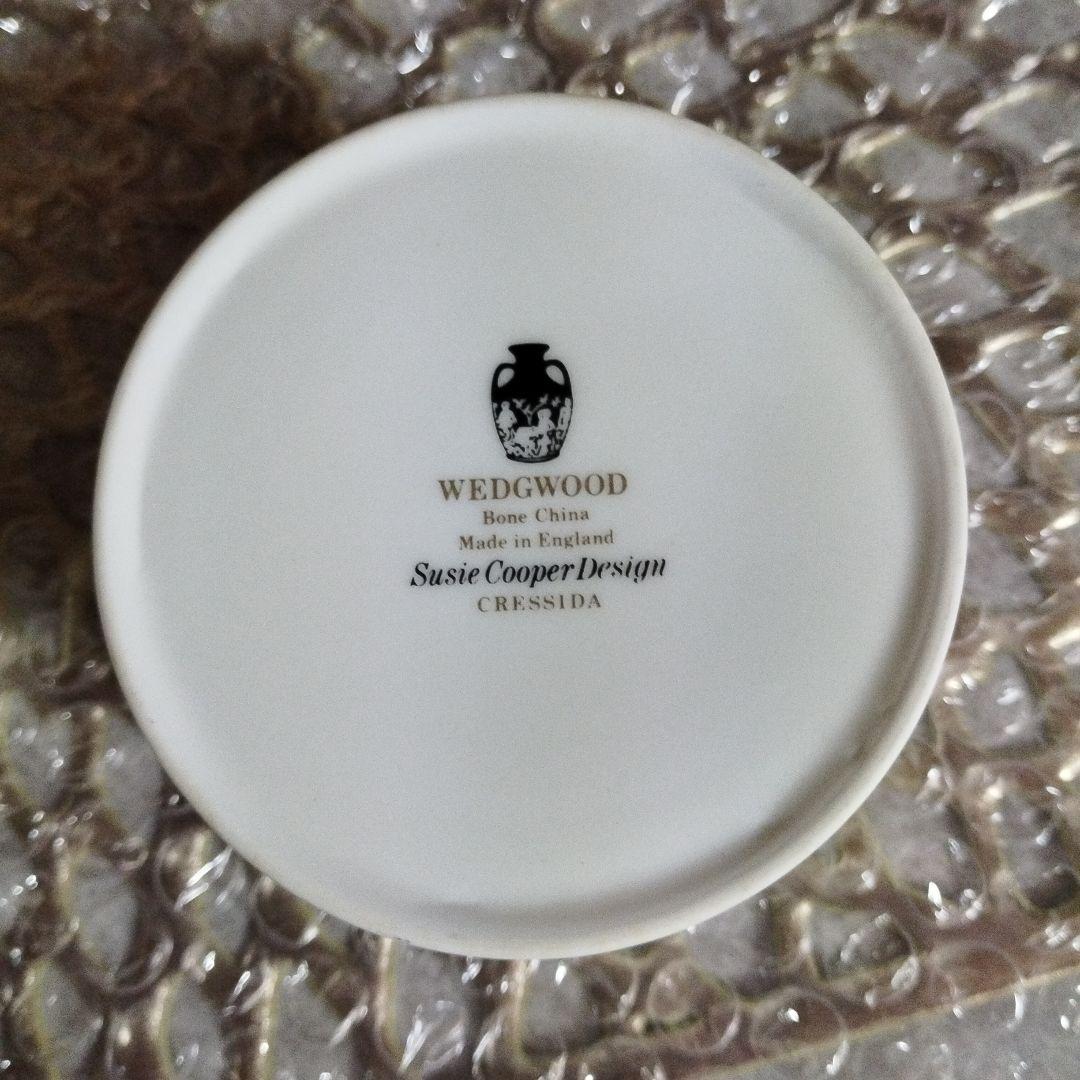 WEDGWOOD
Bone China
Made in England
Susie Cooper Design
CRESSIDA